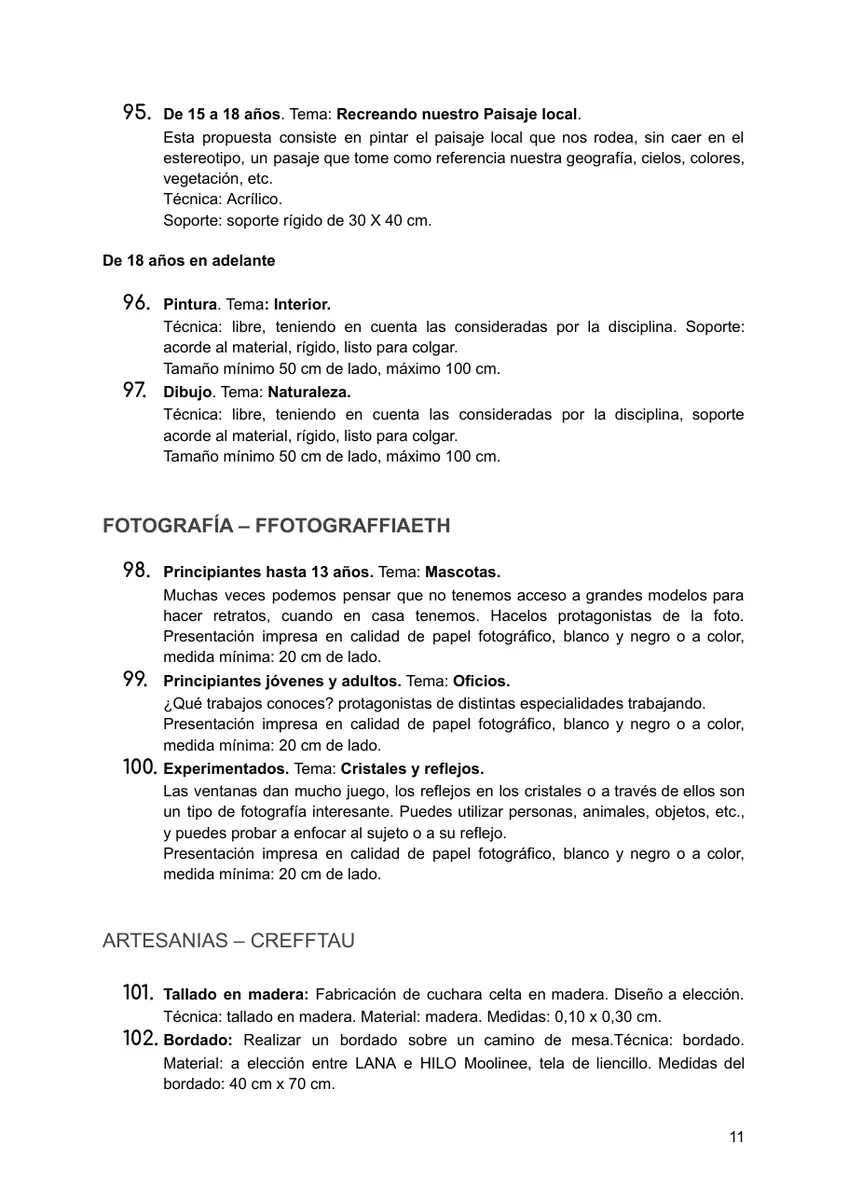 95. De 15 a 18 años. Tema: Recreando nuestro Paisaje local.
Esta propuesta consiste en pintar el paisaje local que nos rodea, sin caer en el
estereotipo, un pasaje que tome como referencia nuestra geografía, cielos, colores,
vegetación, etc.
Técnica: Acrílico.
Soporte: soporte rígido de 30 X 40 cm.
De 18 años en adelante
96. Pintura. Tema: Interior.
Técnica: libre, teniendo en cuenta las consideradas por la disciplina. Soporte:
acorde al material, rígido, listo para colgar.
Tamaño mínimo 50 cm de lado, máximo 100 cm.
97. Dibujo. Tema: Naturaleza.
Técnica: libre, teniendo en cuenta las consideradas por la disciplina, soporte
acorde al material, rígido, listo para colgar.
Tamaño mínimo 50 cm de lado, máximo 100 cm.
FOTOGRAFÍA – FFOTOGRAFFIAETH
98. Principiantes hasta 13 años. Tema: Mascotas.
Muchas veces podemos pensar que no tenemos acceso a grandes modelos para
hacer retratos, cuando en casa tenemos. Hacelos protagonistas de la foto.
Presentación impresa en calidad de papel fotográfico, blanco y negro o a color,
medida mínima: 20 cm de lado.
99. Principiantes jóvenes y adultos. Tema: Oficios.
¿Qué trabajos conoces? protagonistas de distintas especialidades trabajando.
Presentación impresa en calidad de papel fotográfico, blanco y negro o a color,
medida mínima: 20 cm de lado.
100. Experimentados. Tema: Cristales y reflejos.
Las ventanas dan mucho juego, los reflejos en los cristales o a través de ellos son
un tipo de fotografía interesante. Puedes utilizar personas, animales, objetos, etc.,
y puedes probar a enfocar al sujeto o a su reflejo.
Presentación impresa en calidad de papel fotográfico, blanco y negro o a color,
medida mínima: 20 cm de lado.
ARTESANIAS – CREFFTAU
101. Tallado en madera: Fabricación de cuchara celta en madera. Diseño a elección.
Técnica: tallado en madera. Material: madera. Medidas: 0,10 x 0,30 cm.
102. Bordado: Realizar un bordado sobre un camino de mesa.Técnica: bordado.
Material: a elección entre LANA e HILO Moolinee, tela de liencillo. Medidas del
bordado: 40 cm x 70 cm.
11